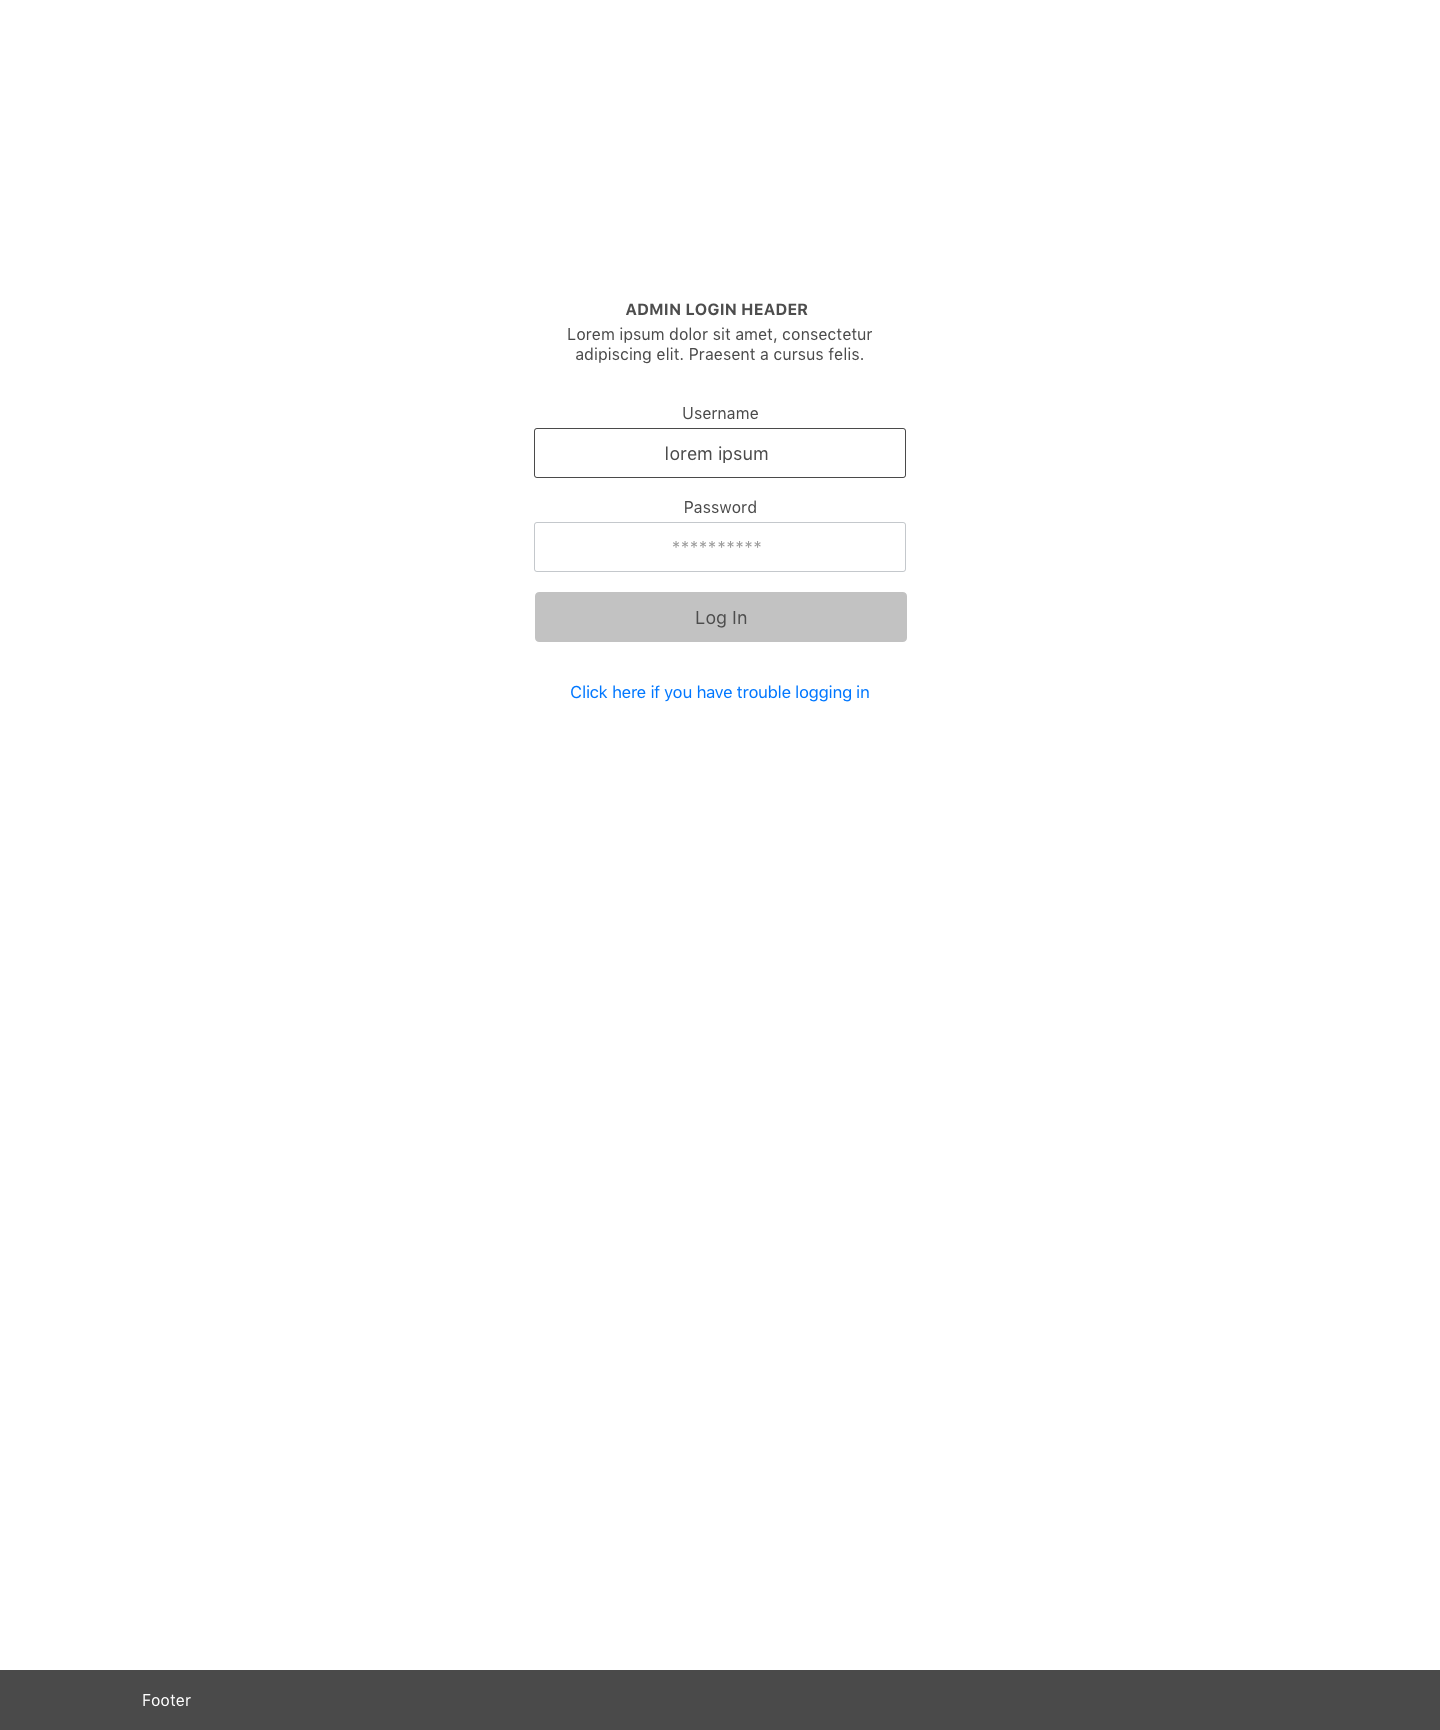 ADMIN LOGIN HEADER
Lorem ipsum dolor sit amet, consectetur
adipiscing elit. Praesent a cursus felis.
Username
lorem ipsum
Password
**********
Log In
Click here if you have trouble logging in
Footer